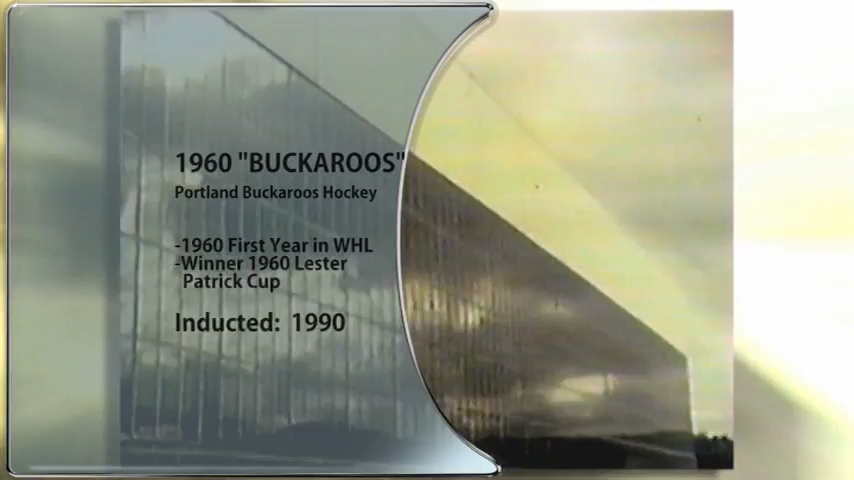 1960 "BUCKAROOS"
Portland Buckaroos Hockey
-1960 First Year in WHL
-Winner 1960 Lester
Patrick Cup
Inducted: 1990